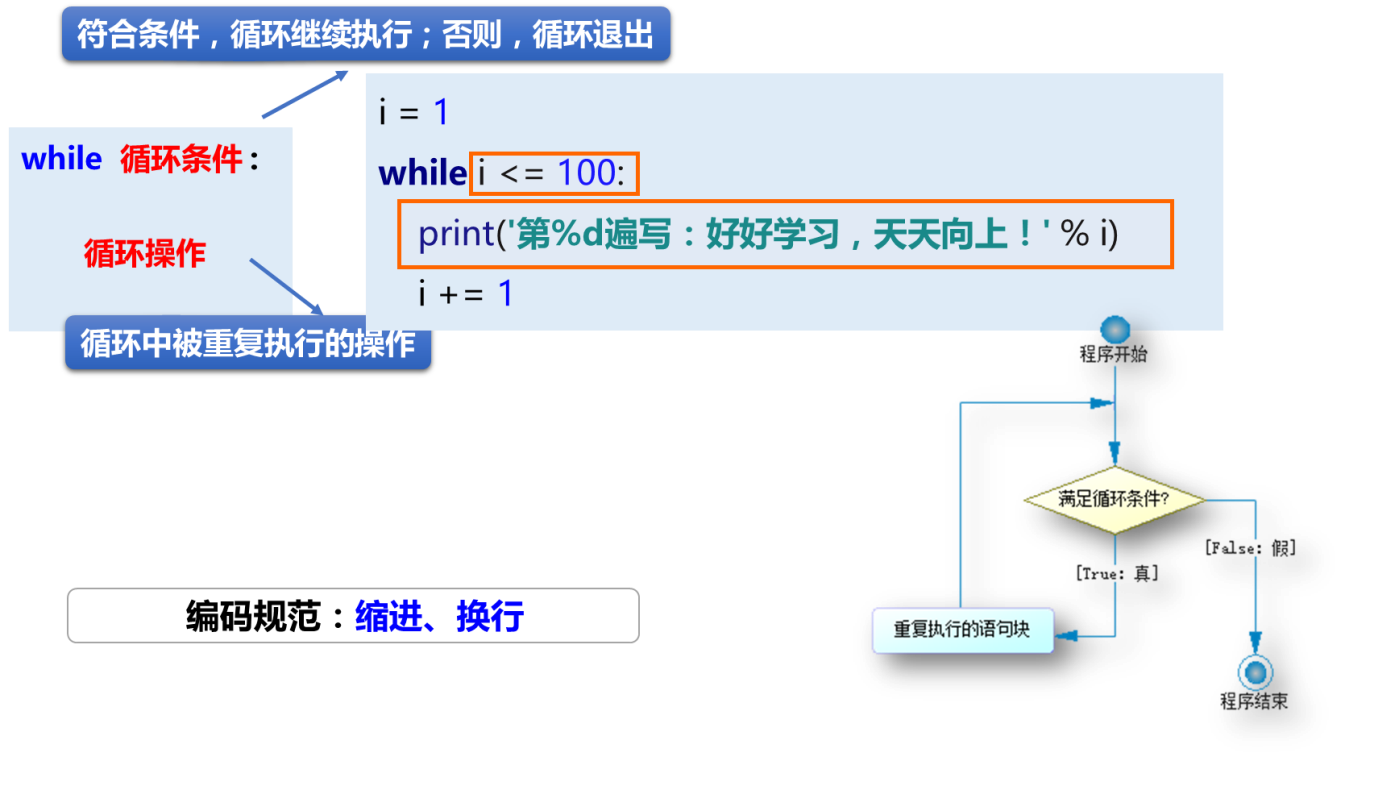 符合条件，循环继续执行；否则，循环退出
while 循环条件：
循环操作
循环中被重复执行的操作
i = 1
while i <= 100:
print('第%d遍写：好好学习，天天向上！' % i)
i += 1
程序开始
满足循环条件?
[False: 假]
[True: 真]
重复执行的语句块
程序结束
编码规范：缩进、换行